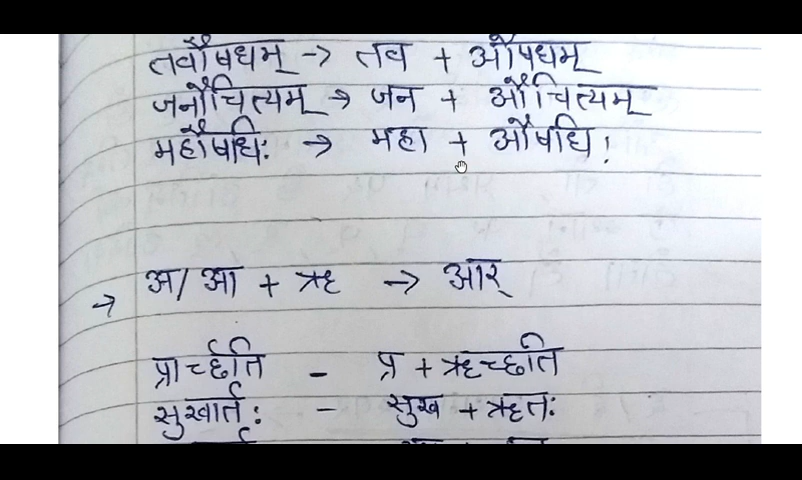 तवौषधम् → तव + औषधम्
जनौचित्यम् → जन + औचित्यम्
महौषधिः → महा + औषधिः
→ अ/आ + ऋ → आर्
प्रार्च्छति - प्र + ऋच्छति
सुखार्तः - सुख + ऋतः